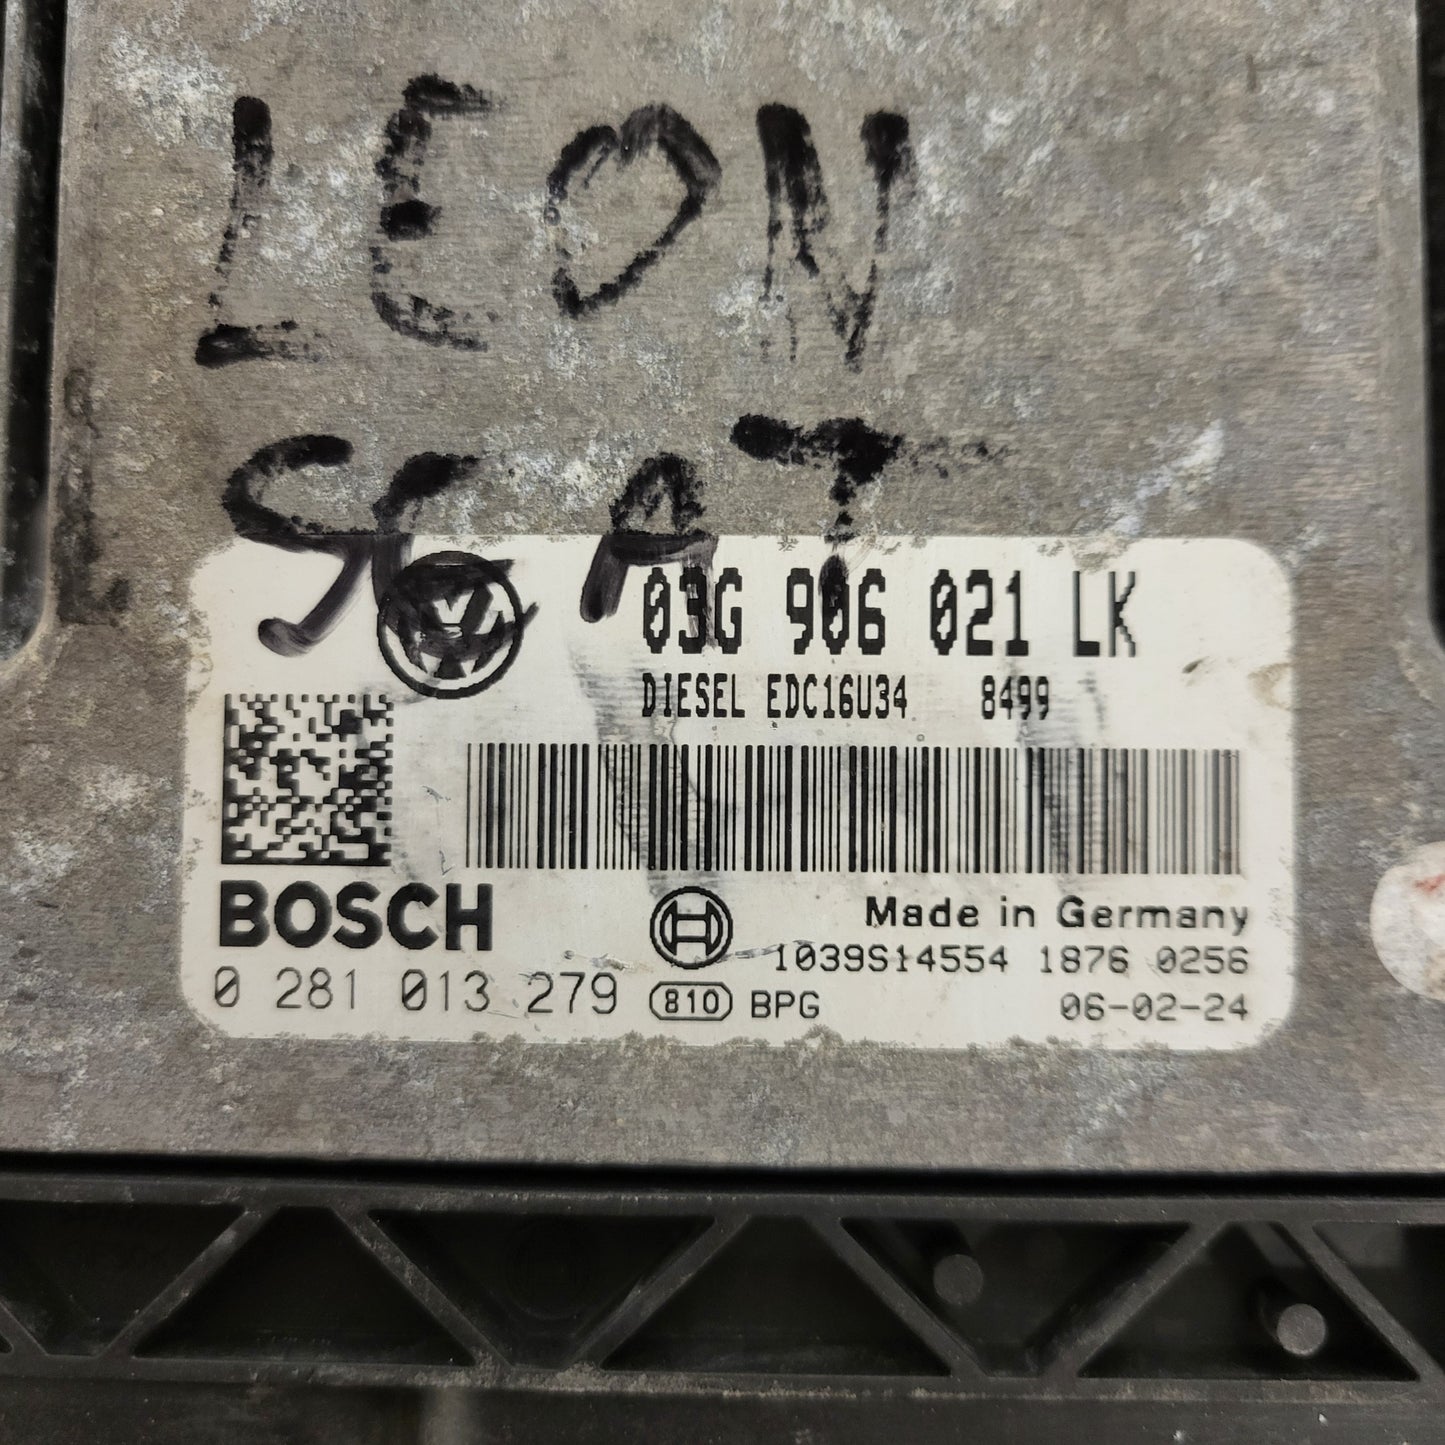 LEON
SEAT
03G 906 021 LK
DIESEL EDC16U34 8499
BOSCH
Made in Germany
1039S14554 1876 0256
0 281 013 279
810 BPG
06-02-24